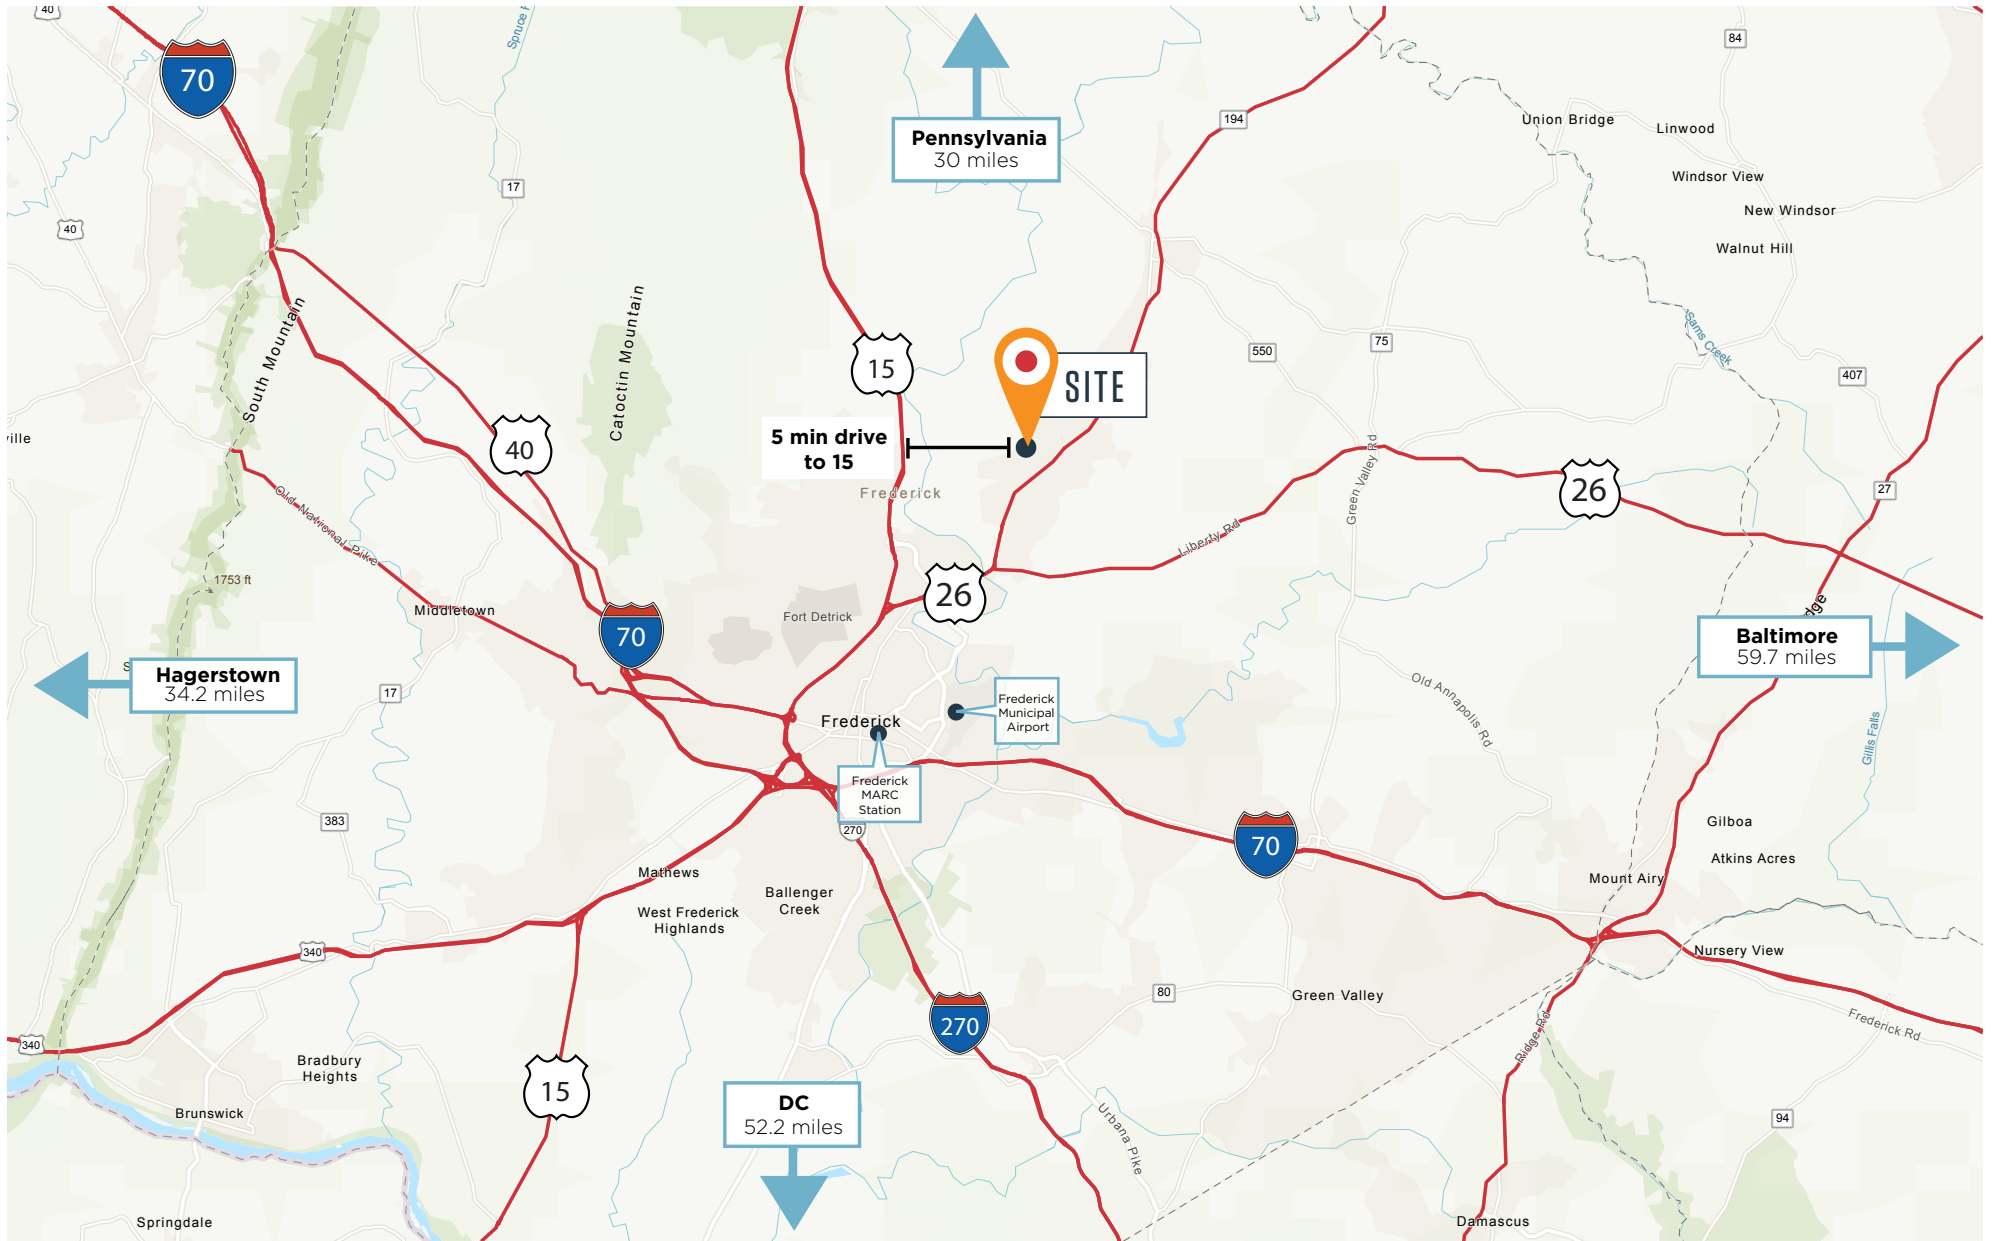 40
Spruce R
84
70
194
Union Bridge
Linwood
Pennsylvania
30 miles
Windsor View
17
New Windsor
40
Walnut Hill
South Mountain
Catoctin Mountain
Sams Creek
15
550
75
407
SITE
ville
5 min drive
to 15
40
Green Valley Rd
26
27
Frederick
Old National Pike
Liberty Rd
1753 ft
26
Middletown
Fort Detrick
70
dge
Baltimore
59.7 miles
S
Hagerstown
34.2 miles
17
Old Annapolis Rd
Frederick
Municipal
Airport
Frederick
Gillis Falls
Frederick
MARC
Station
383
270
Gilboa
70
Atkins Acres
Mathews
Mount Airy
Ballenger
Creek
West Frederick
Highlands
340
Nursery View
80
Green Valley
270
Frederick Rd
Ridge Rd
340
Bradbury
Heights
15
DC
52.2 miles
Brunswick
Urbana Pike
94
Springdale
Damascus